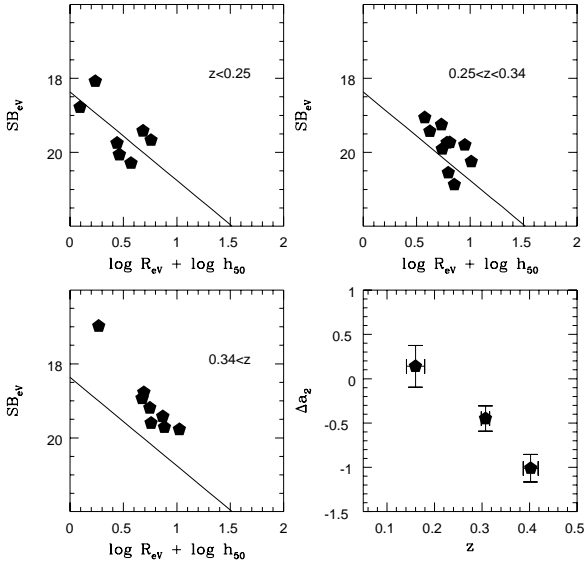 z<0.25
18
20
SB_eV
0 0.5 1 1.5 2
log R_eV + log h_50
0.25<z<0.34
18
20
SB_eV
0 0.5 1 1.5 2
log R_eV + log h_50
0.34<z
18
20
SB_eV
0 0.5 1 1.5 2
log R_eV + log h_50
1
0.5
0
-0.5
-1
-1.5
Δa_2
0.1 0.2 0.3 0.4 0.5
z